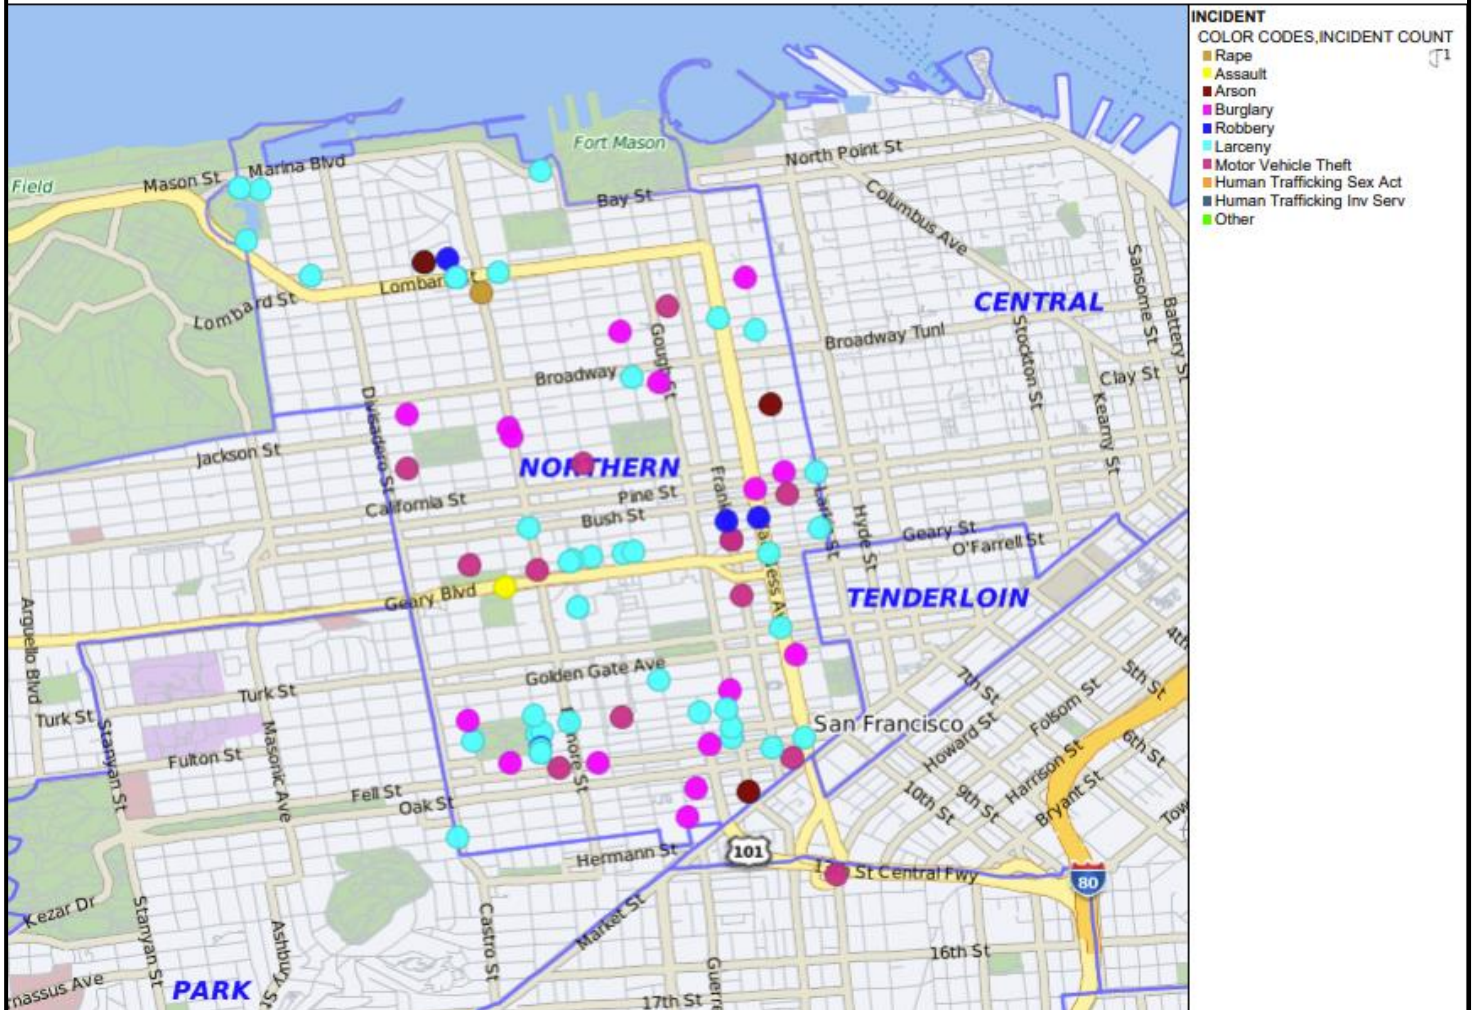 INCIDENT
COLOR CODES,INCIDENT COUNT
Rape
1
Assault
Arson
Burglary
Robbery
Larceny
Motor Vehicle Theft
Human Trafficking Sex Act
Human Trafficking Inv Serv
Other
Fort Mason
North Point St
Marina Blvd
Mason St
Field
Bay St
Columbus Ave
Sansome St
Battery St
CENTRAL
Lombard St
Lombard St
Broadway Tunl
Stockton St
Gough St
Broadway
Clay St
Kearny St
Divisadero St
Jackson St
NORTHERN
California St
Pine St
Bush St
Hyde St
Geary St
O'Farrell St
Geary Blvd
TENDERLOIN
Arguello Blvd
4th
Golden Gate Ave
5th St
7th St
Turk St
Turk St
Folsom St
San Francisco
Howard St
6th St
Stanyan St
Masonic Ave
Fulton St
Harrison St
Fell St
Oak St
10th St
9th St
Bryant St
Hermann St
101
St Central Fwy
80
Kezar Dr
Stanyan St
Ashbury St
Castro St
Market St
16th St
PARK
17th St